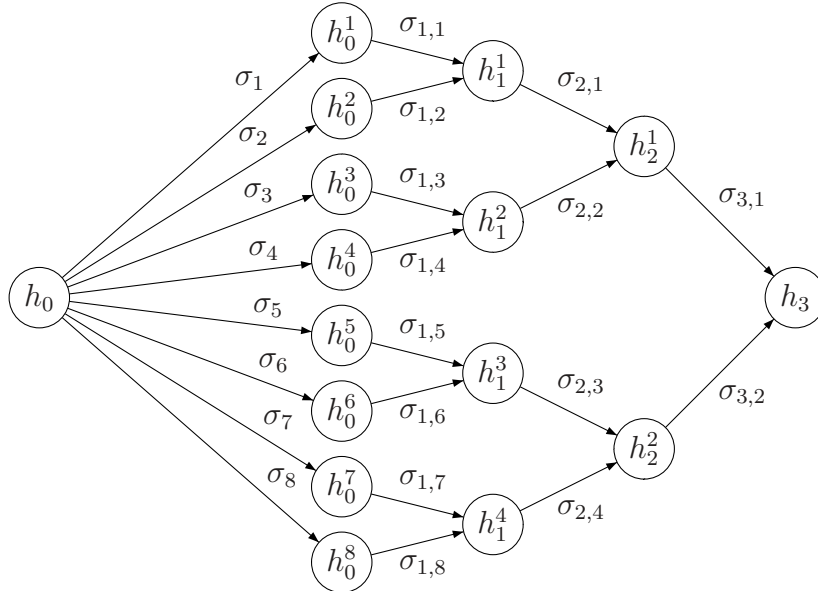 h_0^1
σ_{1,1}
h_1^1
σ_1
σ_{2,1}
h_0^2
σ_{1,2}
σ_2
h_2^1
h_0^3
σ_{1,3}
σ_3
σ_{3,1}
h_1^2
σ_{2,2}
σ_4
h_0^4
σ_{1,4}
h_0
h_3
σ_5
h_0^5
σ_{1,5}
σ_6
h_1^3
σ_{2,3}
σ_{3,2}
h_0^6
σ_{1,6}
σ_7
h_2^2
σ_8
h_0^7
σ_{1,7}
σ_{2,4}
h_1^4
h_0^8
σ_{1,8}